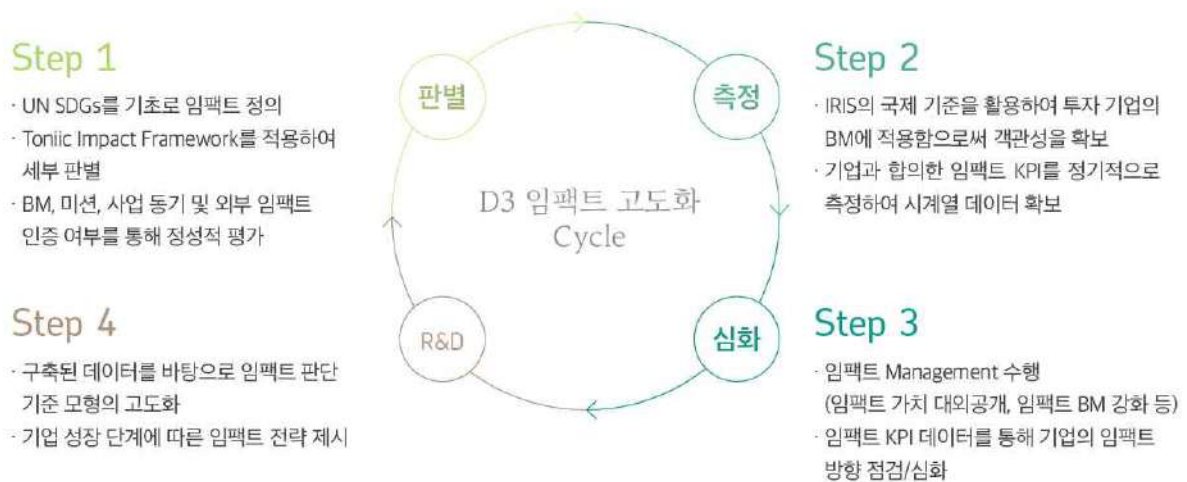 Step 1
· UN SDGs를 기초로 임팩트 정의
· Toniic Impact Framework를 적용하여
세부 판별
· BM, 미션, 사업 동기 및 외부 임팩트
인증 여부를 통해 정성적 평가
판별
측정
D3 임팩트 고도화
Cycle
R&D
심화
Step 2
· IRIS의 국제 기준을 활용하여 투자 기업의
BM에 적용함으로써 객관성을 확보
· 기업과 합의한 임팩트 KPI를 정기적으로
측정하여 시계열 데이터 확보
Step 3
· 임팩트 Management 수행
(임팩트 가치 대외공개, 임팩트 BM 강화 등)
· 임팩트 KPI 데이터를 통해 기업의 임팩트
방향 점검/심화
Step 4
· 구축된 데이터를 바탕으로 임팩트 판단
기준 모형의 고도화
· 기업 성장 단계에 따른 임팩트 전략 제시